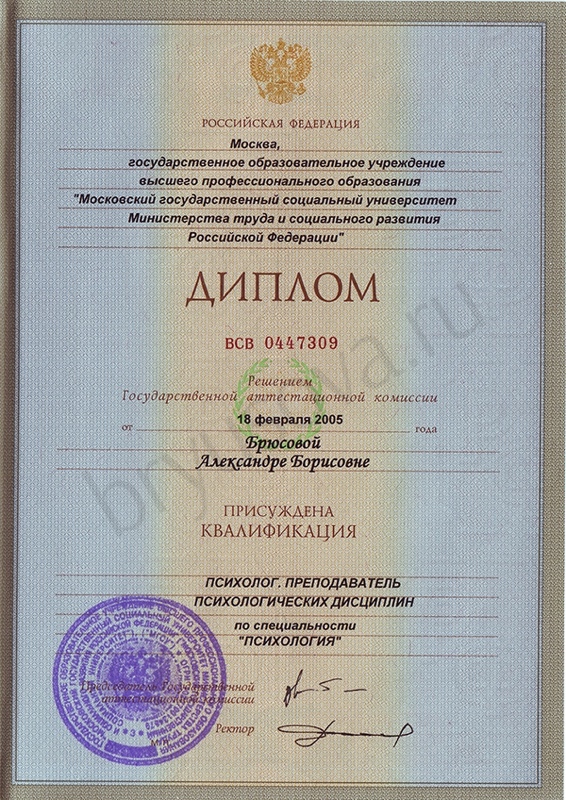 РОССИЙСКАЯ ФЕДЕРАЦИЯ
Москва,
государственное образовательное учреждение
высшего профессионального образования
"Московский государственный социальный университет
Министерства труда и социального развития
Российской Федерации"
ДИПЛОМ
ВСВ 0447309
Решением
Государственной аттестационной комиссии
от 18 февраля 2005 года
Брюсовой
Александре Борисовне
ПРИСУЖДЕНА
КВАЛИФИКАЦИЯ
ПСИХОЛОГ. ПРЕПОДАВАТЕЛЬ
ПСИХОЛОГИЧЕСКИХ ДИСЦИПЛИН
по специальности
"ПСИХОЛОГИЯ"
Председатель Государственной
аттестационной комиссии
Ректор